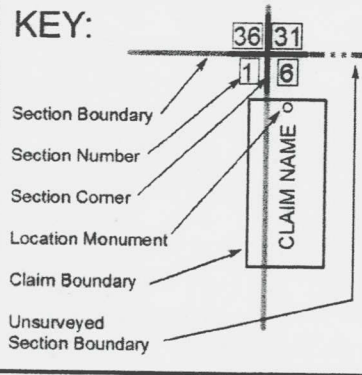 KEY:
36 31
1 6
Section Boundary
Section Number
Section Corner
Location Monument
Claim Boundary
Unsurveyed
Section Boundary
CLAIM NAME